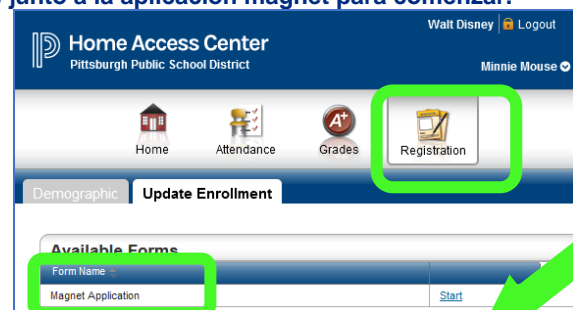 junto a la aplicación magnet para comenzar.
Walt Disney Logout
Home Access Center
Pittsburgh Public School District
Minnie Mouse
A+
Home Attendance Grades Registration
Demographic Update Enrollment
Available Forms
Form Name
Magnet Application Start